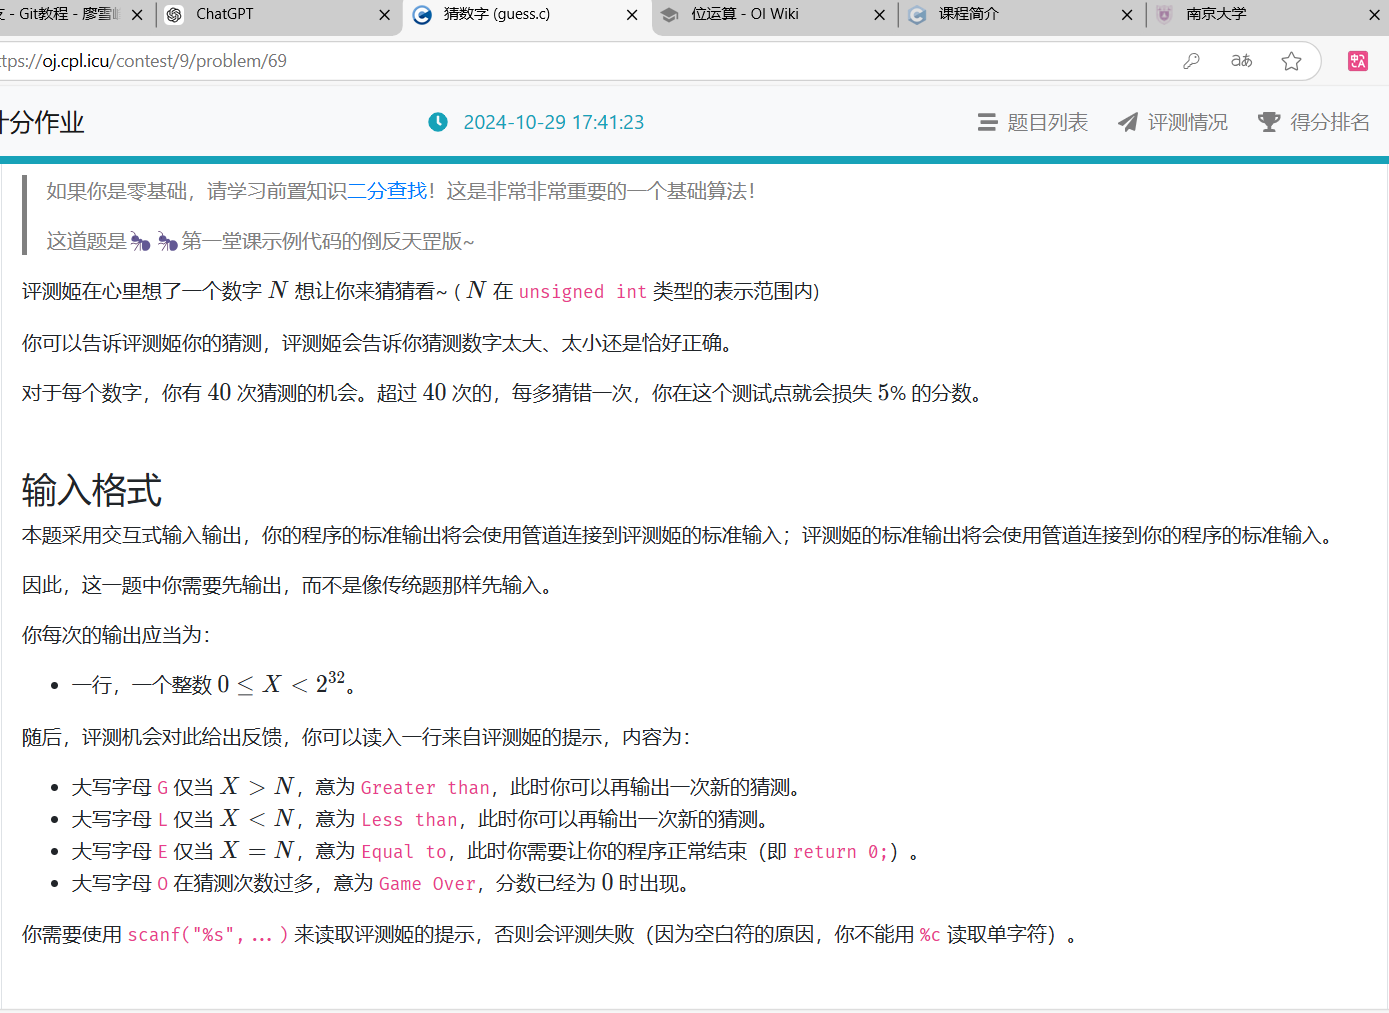 支 - Git教程 - 廖雪峰
ChatGPT
猜数字 (guess.c)
位运算 - OI Wiki
课程简介
南京大学
ttps://oj.cpl.icu/contest/9/problem/69
计分作业
2024-10-29 17:41:23
题目列表
评测情况
得分排名
如果你是零基础，请学习前置知识二分查找！这是非常非常重要的一个基础算法！
这道题是🐜🐜第一堂课示例代码的倒反天罡版~
评测姬在心里想了一个数字 N 想让你来猜猜看~ ( N 在 unsigned int 类型的表示范围内)
你可以告诉评测姬你的猜测，评测姬会告诉你猜测数字太大、太小还是恰好正确。
对于每个数字，你有 40 次猜测的机会。超过 40 次的，每多猜错一次，你在这个测试点就会损失 5% 的分数。
输入格式
本题采用交互式输入输出，你的程序的标准输出将会使用管道连接到评测姬的标准输入；评测姬的标准输出将会使用管道连接到你的程序的标准输入。
因此，这一题中你需要先输出，而不是像传统题那样先输入。
你每次的输出应当为：
• 一行，一个整数 0 ≤ X < 2³²。
随后，评测机会对此给出反馈，你可以读入一行来自评测姬的提示，内容为：
• 大写字母 G 仅当 X > N，意为 Greater than，此时你可以再输出一次新的猜测。
• 大写字母 L 仅当 X < N，意为 Less than，此时你可以再输出一次新的猜测。
• 大写字母 E 仅当 X = N，意为 Equal to，此时你需要让你的程序正常结束（即 return 0;）。
• 大写字母 O 在猜测次数过多，意为 Game Over，分数已经为 0 时出现。
你需要使用 scanf("%s", ... ) 来读取评测姬的提示，否则会评测失败（因为空白符的原因，你不能用 %c 读取单字符）。